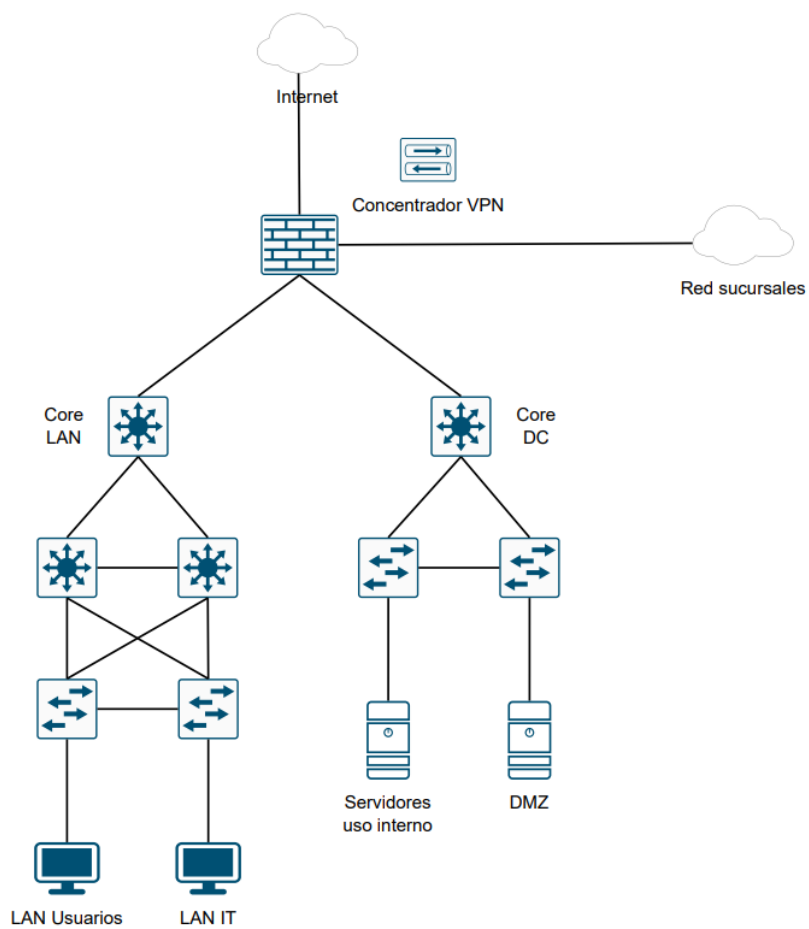 Internet
Concentrador VPN
Red sucursales
Core
LAN
Core
DC
Servidores
uso interno
DMZ
LAN Usuarios
LAN IT